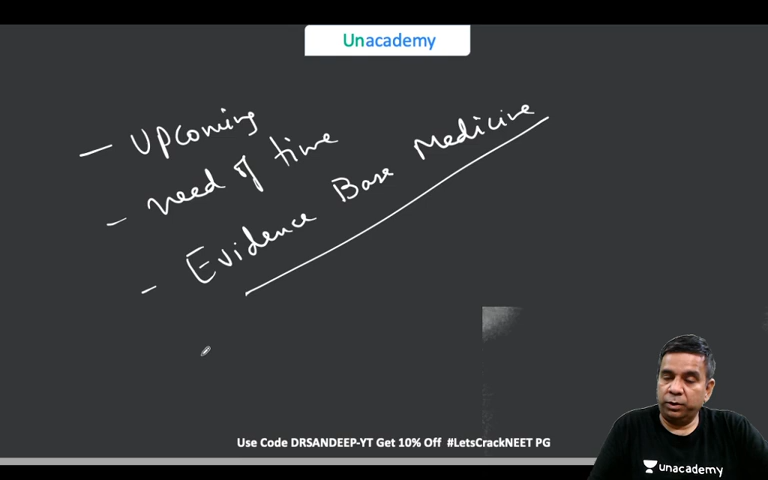 Unacademy
- Upcoming
- need of time
- Evidence Base Medicine
unacademy
Use Code DRSANDEEP-YT Get 10% Off #LetsCrackNEET PG